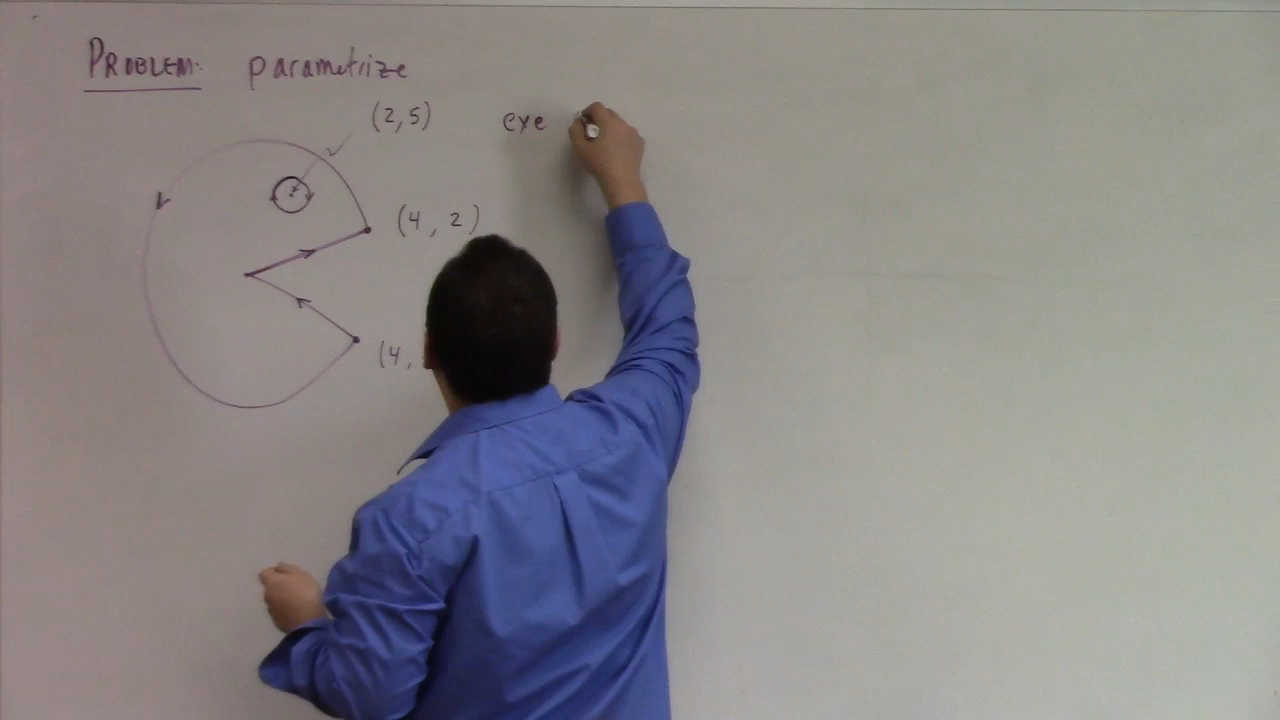 PROBLEM: parametrize
(2,5)
eye
(4, 2)
(4,